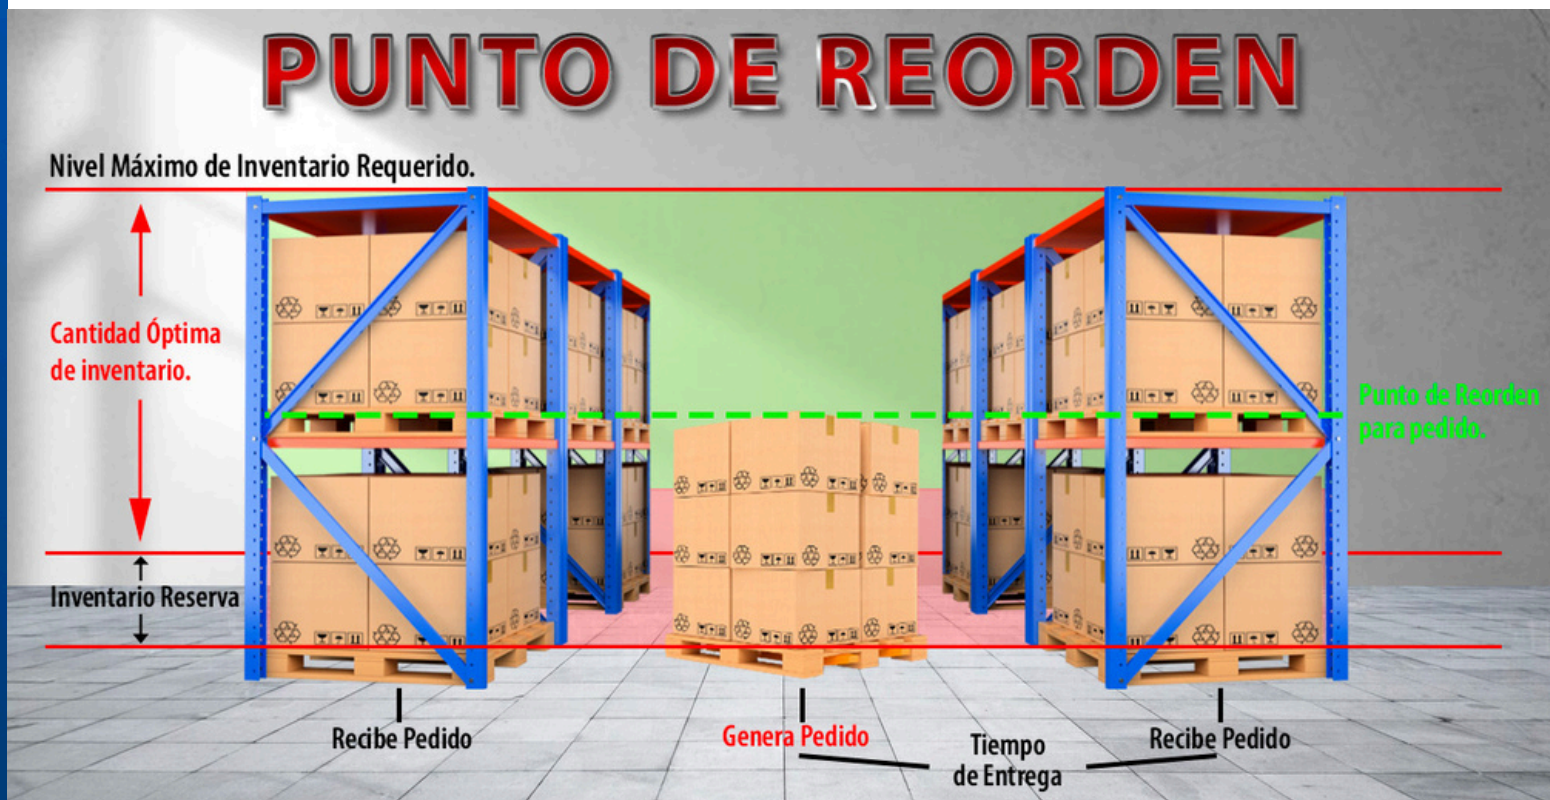 PUNTO DE REORDEN
Nivel Máximo de Inventario Requerido.
Cantidad Óptima
de inventario.
Punto de Reorden
para pedido.
Inventario Reserva
Recibe Pedido
Genera Pedido
Recibe Pedido
Tiempo
de Entrega